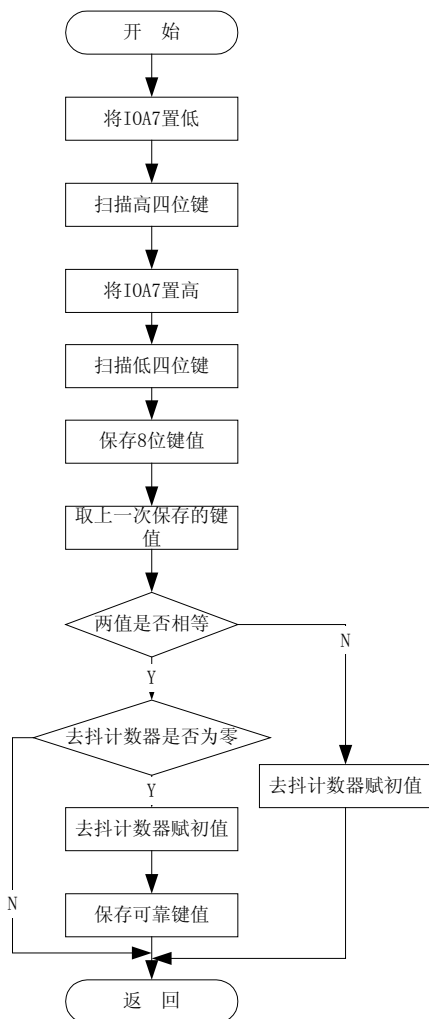 开 始
将IOA7置低
扫描高四位键
将IOA7置高
扫描低四位键
保存8位键值
取上一次保存的键
值
两值是否相等
N
Y
去抖计数器是否为零
去抖计数器赋初值
Y
去抖计数器赋初值
N
保存可靠键值
返 回